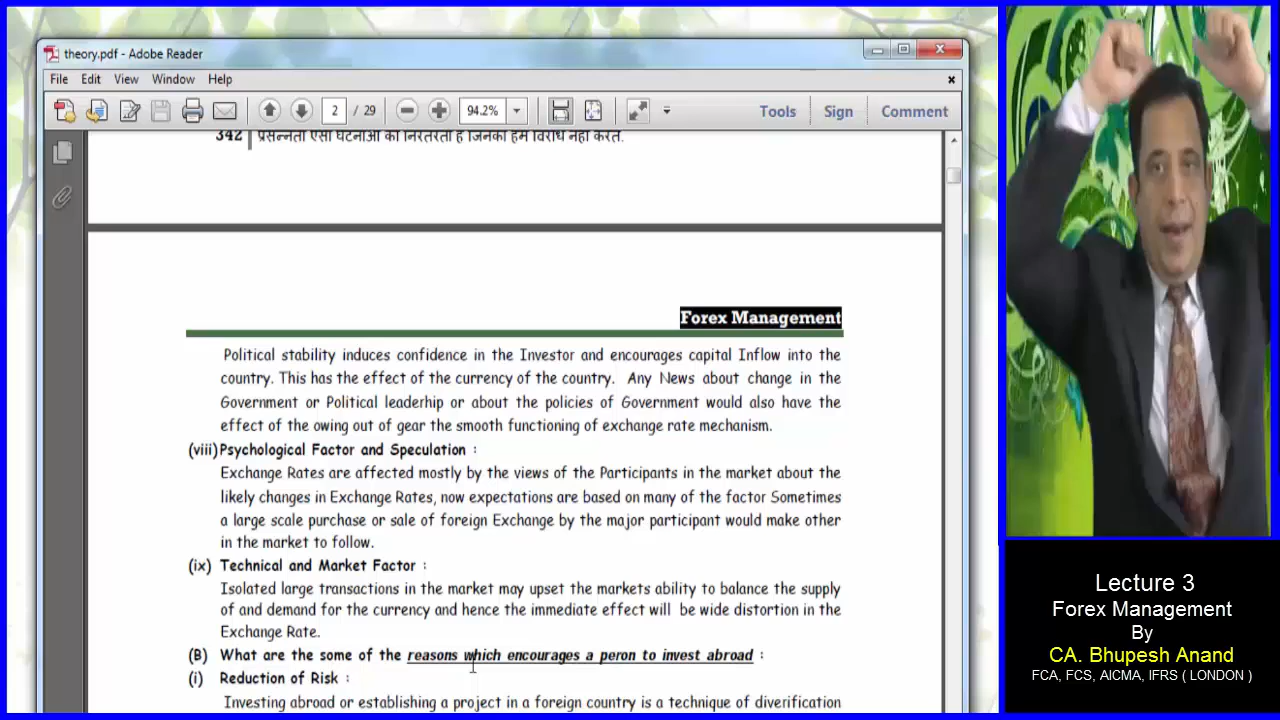 theory.pdf - Adobe Reader
File Edit View Window Help
2 / 29 94.2% Tools Sign Comment
342 प्रसन्नता ऐसी घटनाओं की निरंतरता है जिनका हम विरोध नहीं करते.
Forex Management
Political stability induces confidence in the Investor and encourages capital Inflow into the
country. This has the effect of the currency of the country. Any News about change in the
Government or Political leaderhip or about the policies of Government would also have the
effect of the owing out of gear the smooth functioning of exchange rate mechanism.
(viii) Psychological Factor and Speculation :
Exchange Rates are affected mostly by the views of the Participants in the market about the
likely changes in Exchange Rates, now expectations are based on many of the factor Sometimes
a large scale purchase or sale of foreign Exchange by the major participant would make other
in the market to follow.
(ix) Technical and Market Factor :
Isolated large transactions in the market may upset the markets ability to balance the supply
of and demand for the currency and hence the immediate effect will be wide distortion in the
Exchange Rate.
(B) What are the some of the reasons which encourages a peron to invest abroad :
(i) Reduction of Risk :
Investing abroad or establishing a project in a foreign country is a technique of diverification
Lecture 3
Forex Management
By
CA. Bhupesh Anand
FCA, FCS, AICMA, IFRS ( LONDON )